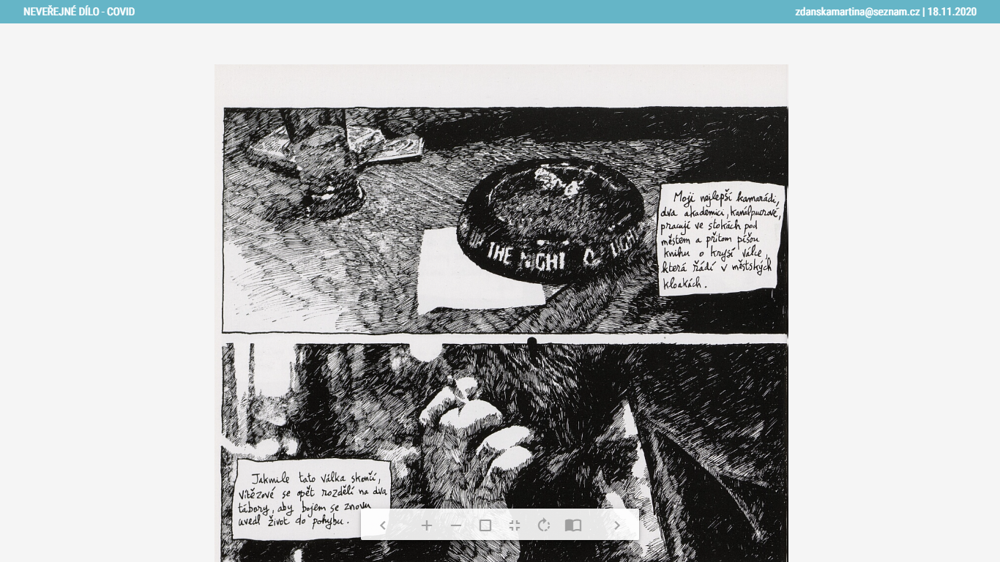 NEVEŘEJNÉ DÍLO - COVID
zdanskamartina@seznam.cz | 18.11.2020
THE NIGHT
Moji nejlepší kamarádi,
dva akademici, kanálpucrové,
pracují ve stokách pod
městem a přitom píšou
knihu o krysí válce,
která řádí v městských
kloakách.
Jakmile tato válka skončí,
vítězové se opět rozdělí na dva
tábory, aby bojem se znovu
uvedl život do pohybu.